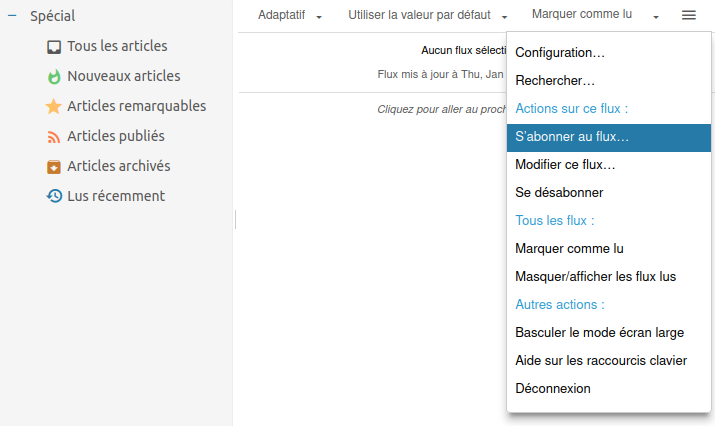 Spécial
Tous les articles
Nouveaux articles
Articles remarquables
Articles publiés
Articles archivés
Lus récemment
Adaptatif
Utiliser la valeur par défaut
Marquer comme lu
Aucun flux sélecti
Flux mis à jour à Thu, Jan
Cliquez pour aller au proch
Configuration…
Rechercher…
Actions sur ce flux :
S'abonner au flux…
Modifier ce flux…
Se désabonner
Tous les flux :
Marquer comme lu
Masquer/afficher les flux lus
Autres actions :
Basculer le mode écran large
Aide sur les raccourcis clavier
Déconnexion